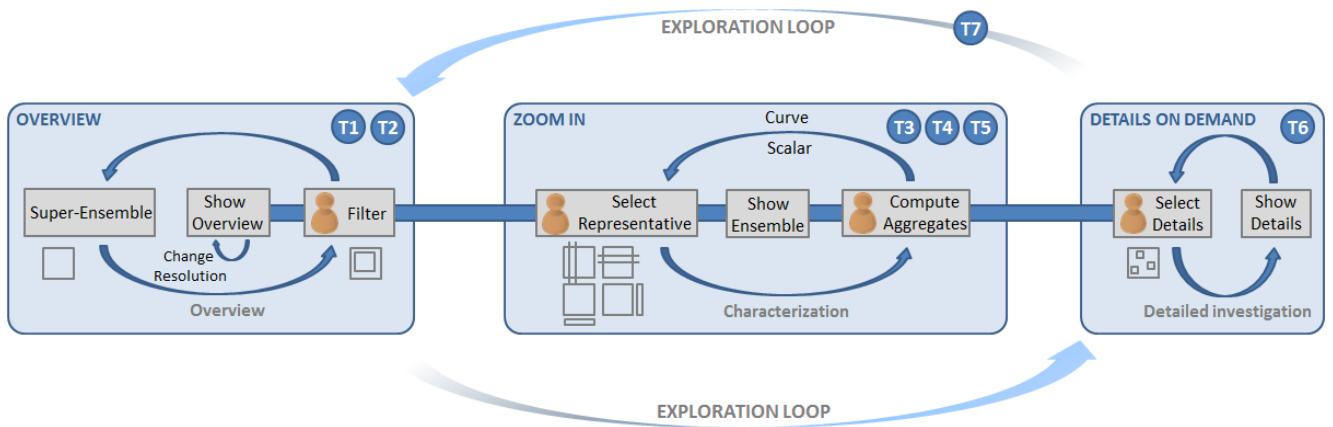 EXPLORATION LOOP
T7
OVERVIEW
T1
T2
Super-Ensemble
Show
Overview
Filter
Change
Resolution
Overview
ZOOM IN
T3
T4
T5
Curve
Scalar
Select
Representative
Show
Ensemble
Compute
Aggregates
Characterization
DETAILS ON DEMAND
T6
Select
Details
Show
Details
Detailed investigation
EXPLORATION LOOP